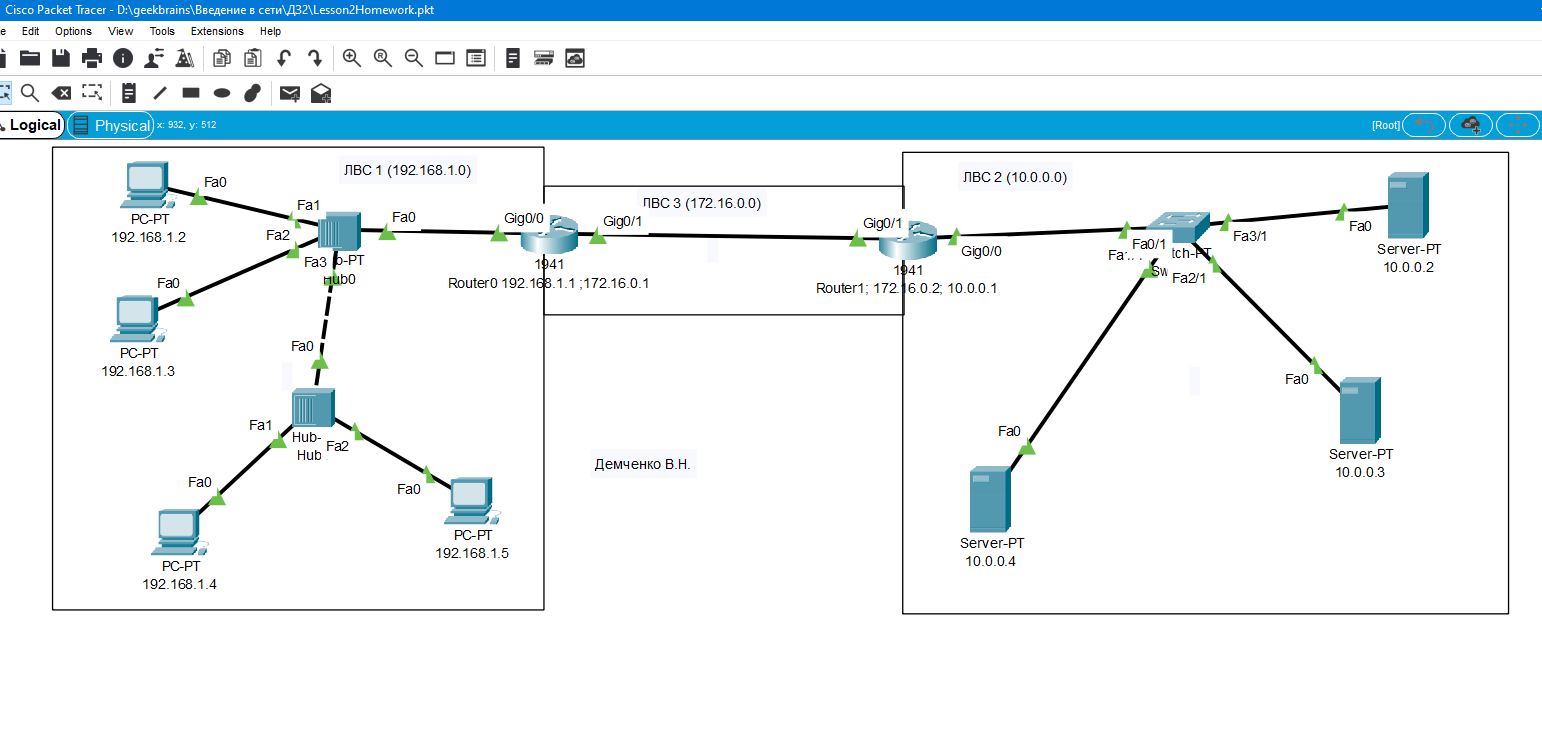 Cisco Packet Tracer - D:\geekbrains\Введение в сети\ДЗ2\Lesson2Homework.pkt
Edit Options View Tools Extensions Help
Logical Physical x: 932, y: 512 [Root]
ЛВС 1 (192.168.1.0)
ЛВС 3 (172.16.0.0)
ЛВС 2 (10.0.0.0)
Fa0
PC-PT
192.168.1.2
Fa1
Fa2
Fa3
Fa0
Hub0
Fa0
PC-PT
192.168.1.3
Gig0/0
Gig0/1
1941
Router0 192.168.1.1 ;172.16.0.1
Gig0/1
Gig0/0
1941
Router1; 172.16.0.2; 10.0.0.1
Fa0/1
Fa3/1
Fa2/1
Fa0
Server-PT
10.0.0.2
Fa0
Fa1
Hub-
Hub
Fa2
Fa0
PC-PT
192.168.1.4
Fa0
PC-PT
192.168.1.5
Демченко В.Н.
Fa0
Server-PT
10.0.0.3
Fa0
Server-PT
10.0.0.4